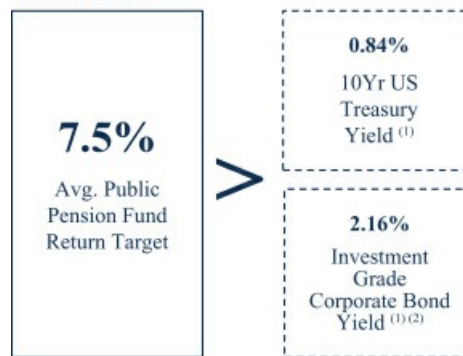 7.5%
Avg. Public
Pension Fund
Return Target
>
0.84%
10Yr US
Treasury
Yield (1)
2.16%
Investment
Grade
Corporate Bond
Yield (1) (2)